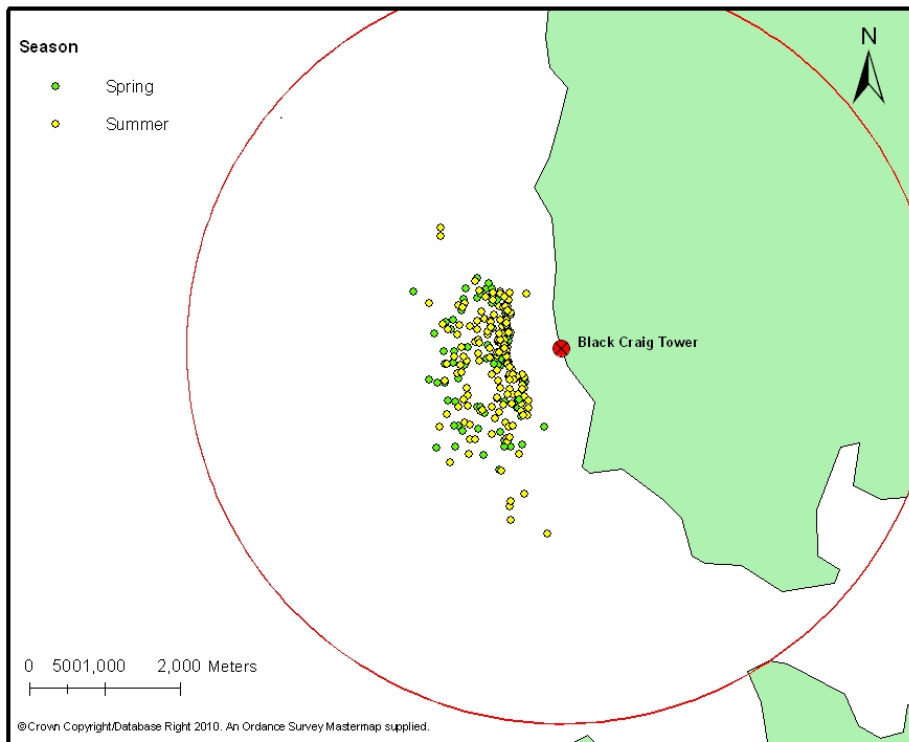 Season
Spring
Summer
N
Black Craig Tower
0 5001,000 2,000 Meters
©Crown Copyright/Database Right 2010. An Ordance Survey Mastermap supplied.